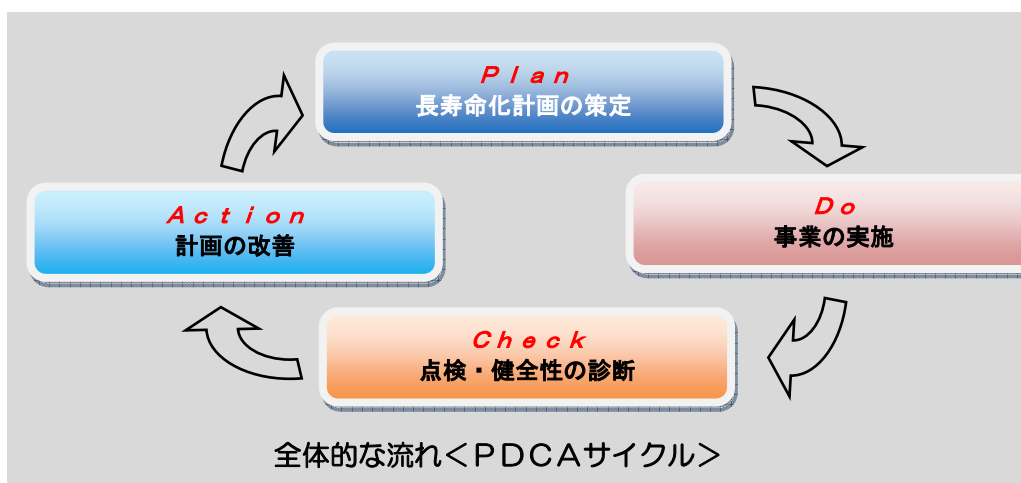 Ｐｌａｎ
長寿命化計画の策定
Ａｃｔｉｏｎ
計画の改善
Ｄｏ
事業の実施
Ｃｈｅｃｋ
点検・健全性の診断
全体的な流れ＜ＰＤＣＡサイクル＞